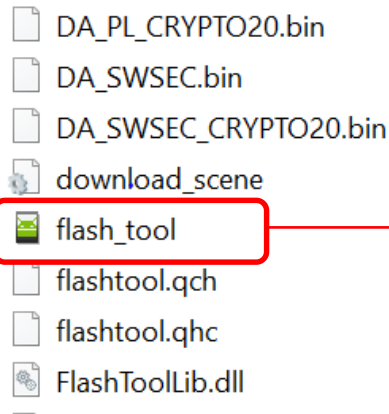 DA_PL_CRYPTO20.bin
DA_SWSEC.bin
DA_SWSEC_CRYPTO20.bin
download_scene
flash_tool
flashtool.qch
flashtool.qhc
FlashToolLib.dll